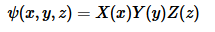 ψ(x, y, z) = X(x)Y(y)Z(z)